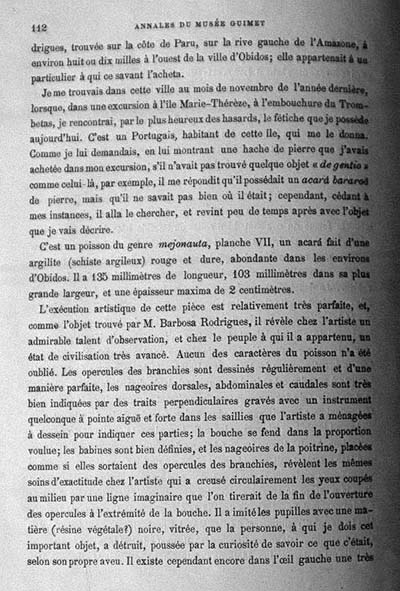 112 ANNALES DU MUSÉE GUIMET
drigues, trouvée sur la côte de Paru, sur la rive gauche de l'Amazone, à
environ huit ou dix milles à l'ouest de la ville d'Obidos; elle appartenait à un
particulier à qui ce savant l'acheta.
Je me trouvais dans cette ville au mois de novembre de l'année dernière,
lorsque, dans une excursion à l'île Marie-Thérèze, à l'embouchure du Trom-
betas, je rencontrai, par le plus heureux des hasards, le fétiche que je possède
aujourd'hui. C'est un Portugais, habitant de cette île, qui me le donna.
Comme je lui demandais, en lui montrant une hache de pierre que j'avais
achetée dans mon excursion, s'il n'avait pas trouvé quelque objet « de gentio »
comme celui-là, par exemple, il me répondit qu'il possédait un acará bararod
de pierre, mais qu'il ne savait pas bien où il était; cependant, cédant à
mes instances, il alla le chercher, et revint peu de temps après avec l'objet
que je vais décrire.
C'est un poisson du genre mejonauta, planche VII, un acará fait d'une
argilite (schiste argileux) rouge et dure, abondante dans les environs
d'Obidos. Il a 135 millimètres de longueur, 103 millimètres dans sa plus
grande largeur, et une épaisseur maxima de 2 centimètres.
L'exécution artistique de cette pièce est relativement très parfaite, et,
comme l'objet trouvé par M. Barbosa Rodrigues, il révèle chez l'artiste un
admirable talent d'observation, et chez le peuple à qui il a appartenu, un
état de civilisation très avancé. Aucun des caractères du poisson n'a été
oublié. Les opercules des branchies sont dessinés règulièrement et d'une
manière parfaite, les nageoires dorsales, abdominales et caudales sont très
bien indiquées par des traits perpendiculaires gravés avec un instrument
quelconque à pointe aiguë et forte dans les saillies que l'artiste a ménagées
à dessein pour indiquer ces parties; la bouche se fend dans la proportion
voulue; les babines sont bien définies, et les nageoires de la poitrine, placées
comme si elles sortaient des opercules des branchies, révèlent les mêmes
soins d'exactitude chez l'artiste qui a creusé circulairement les yeux coupés
au milieu par une ligne imaginaire que l'on tirerait de la fin de l'ouverture
des opercules à l'extrémité de la bouche. Il a imité les pupilles avec une ma-
tière (résine végétale?) noire, vitrée, que la personne, à qui je dois cet
important objet, a détruit, poussée par la curiosité de savoir ce que c'était,
selon son propre aveu. Il existe cependant encore dans l'œil gauche une très